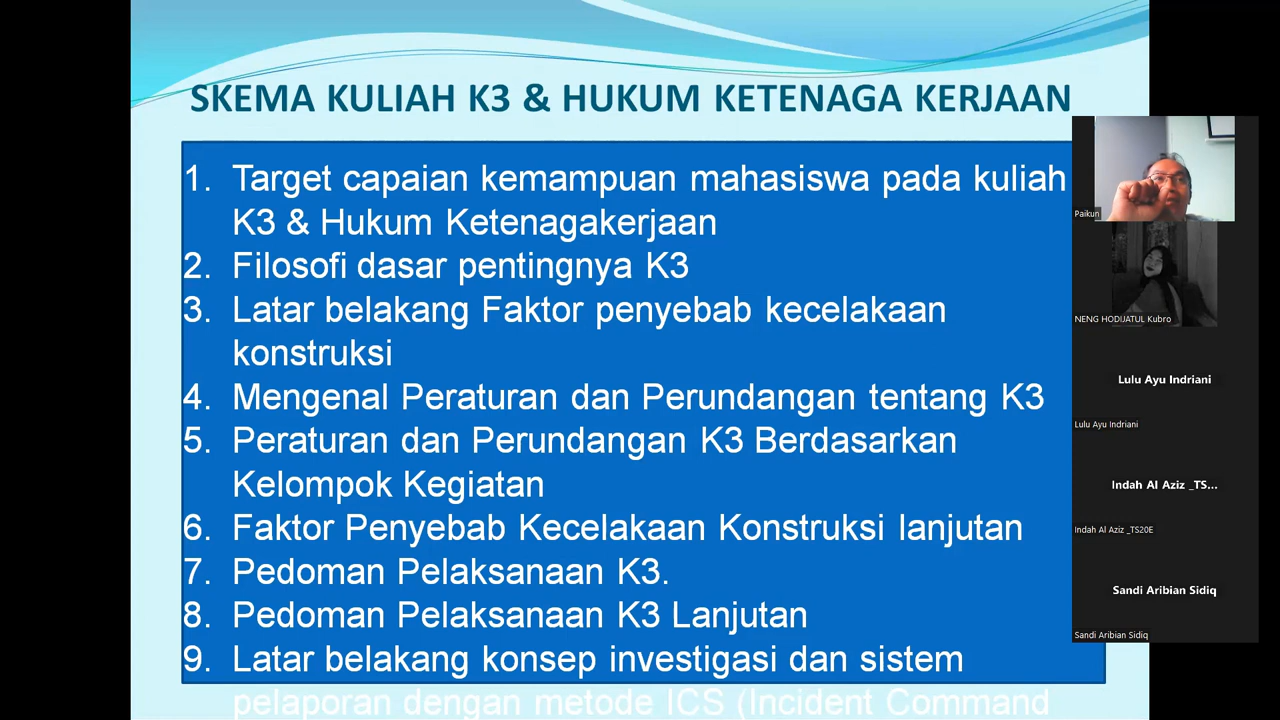 SKEMA KULIAH K3 & HUKUM KETENAGA KERJAAN
1. Target capaian kemampuan mahasiswa pada kuliah
K3 & Hukum Ketenagakerjaan
2. Filosofi dasar pentingnya K3
3. Latar belakang Faktor penyebab kecelakaan
konstruksi
4. Mengenal Peraturan dan Perundangan tentang K3
5. Peraturan dan Perundangan K3 Berdasarkan
Kelompok Kegiatan
6. Faktor Penyebab Kecelakaan Konstruksi lanjutan
7. Pedoman Pelaksanaan K3.
8. Pedoman Pelaksanaan K3 Lanjutan
9. Latar belakang konsep investigasi dan sistem
pelaporan dengan metode ICS (Incident Command
Paikun
NENG HODIJATUL Kubro
Lulu Ayu Indriani
Lulu Ayu Indriani
Indah Al Aziz _TS...
Indah Al Aziz _TS20E
Sandi Aribian Sidiq
Sandi Aribian Sidiq